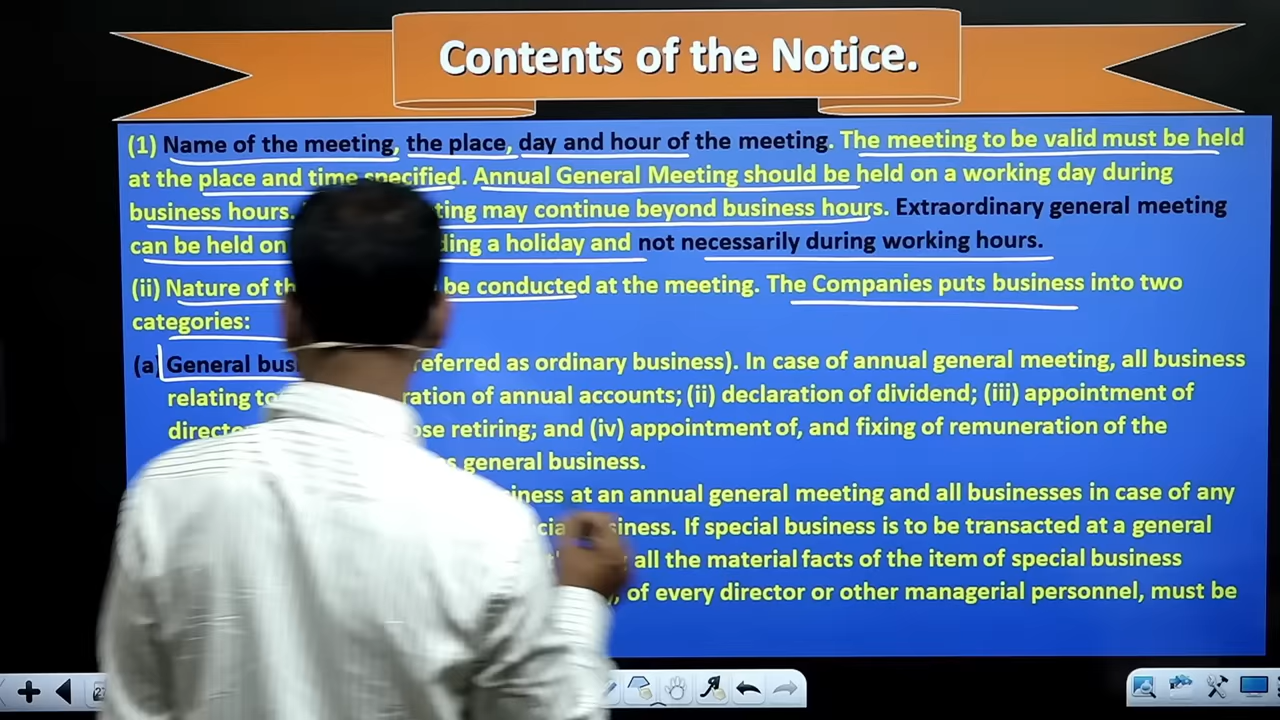 Contents of the Notice.
(1) Name of the meeting, the place, day and hour of the meeting. The meeting to be valid must be held
at the place and time specified. Annual General Meeting should be held on a working day during
business hours. ting may continue beyond business hours. Extraordinary general meeting
can be held on ding a holiday and not necessarily during working hours.
(ii) Nature of th be conducted at the meeting. The Companies puts business into two
categories:
(a) General bus referred as ordinary business). In case of annual general meeting, all business
relating to ration of annual accounts; (ii) declaration of dividend; (iii) appointment of
directo ose retiring; and (iv) appointment of, and fixing of remuneration of the
s general business.
iness at an annual general meeting and all businesses in case of any
cia siness. If special business is to be transacted at a general
all the material facts of the item of special business
, of every director or other managerial personnel, must be